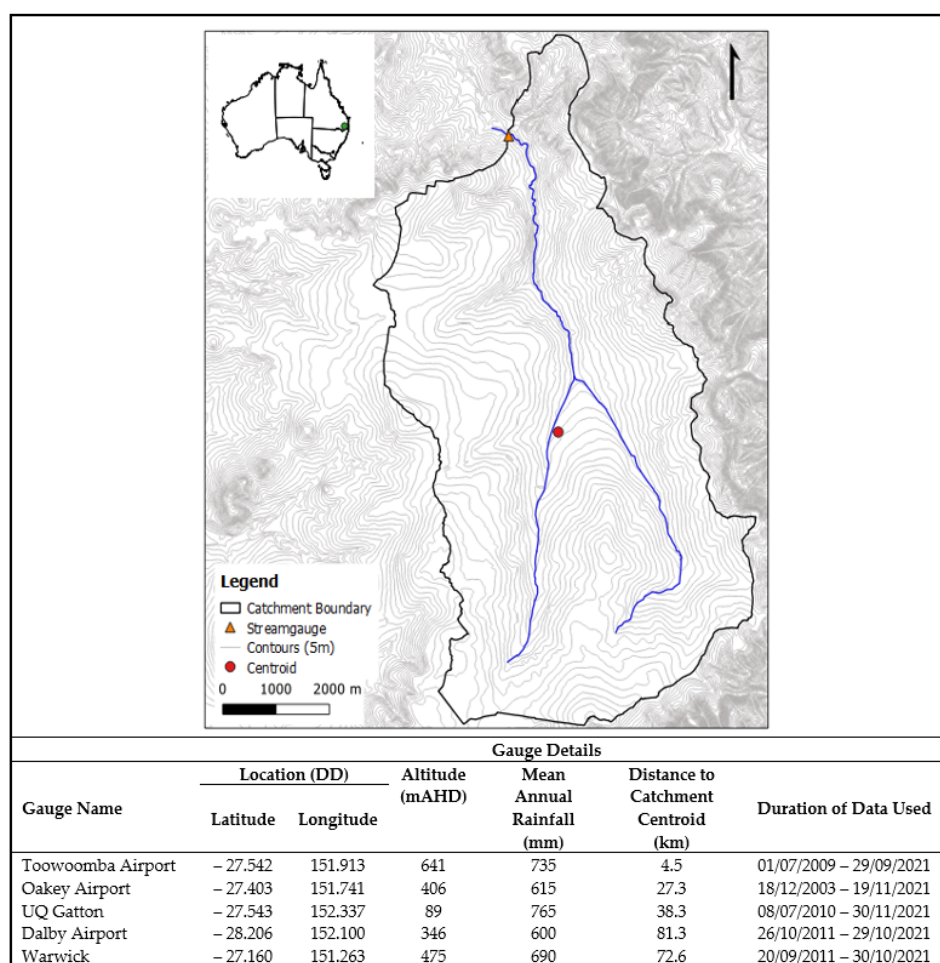 Legend
Catchment Boundary
Streamgauge
Contours (5m)
Centroid
0 1000 2000 m
Gauge Details
Gauge Name
Location (DD)
Latitude Longitude
Altitude
(mAHD)
Mean
Annual
Rainfall
(mm)
Distance to
Catchment
Centroid
(km)
Duration of Data Used
Toowoomba Airport – 27.542 151.913 641 735 4.5 01/07/2009 – 29/09/2021
Oakey Airport – 27.403 151.741 406 615 27.3 18/12/2003 – 19/11/2021
UQ Gatton – 27.543 152.337 89 765 38.3 08/07/2010 – 30/11/2021
Dalby Airport – 28.206 152.100 346 600 81.3 26/10/2011 – 29/10/2021
Warwick – 27.160 151.263 475 690 72.6 20/09/2011 – 30/10/2021